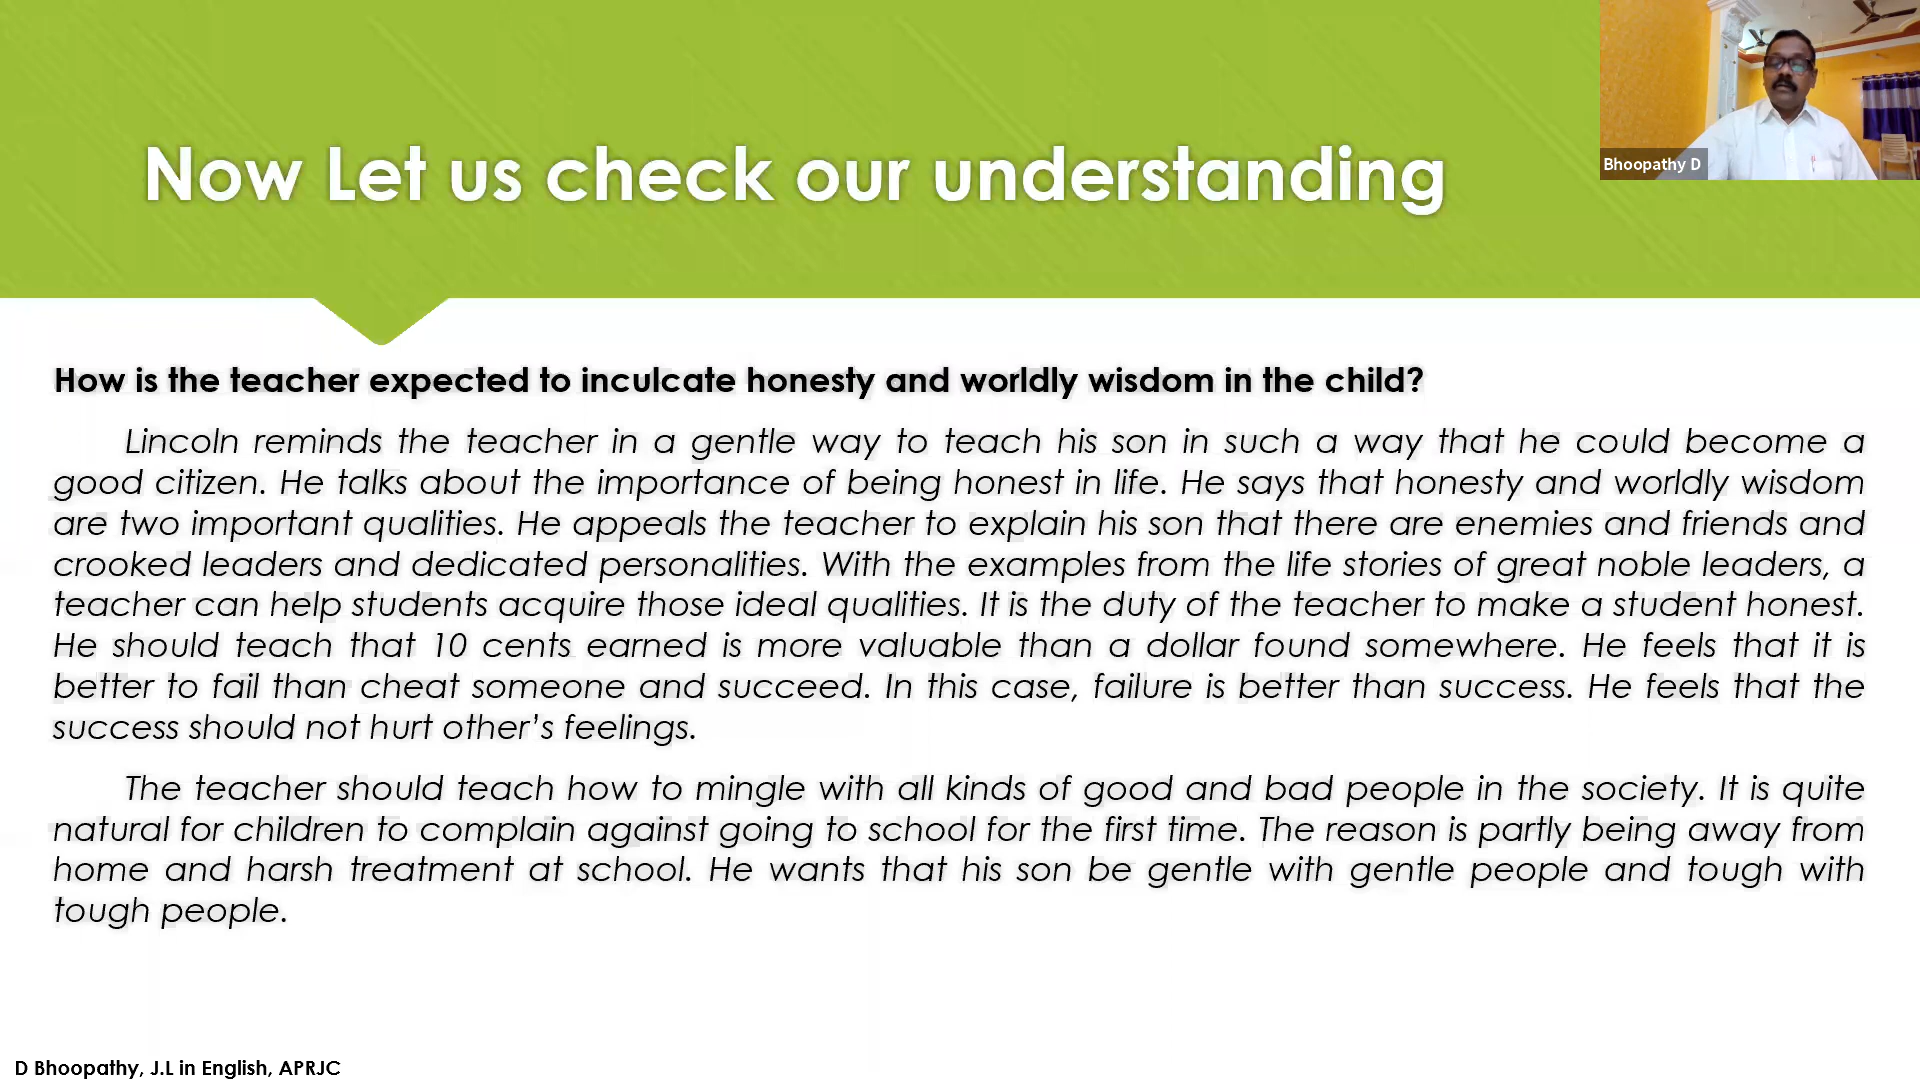 Now Let us check our understanding
Bhoopathy D
How is the teacher expected to inculcate honesty and worldly wisdom in the child?
Lincoln reminds the teacher in a gentle way to teach his son in such a way that he could become a
good citizen. He talks about the importance of being honest in life. He says that honesty and worldly wisdom
are two important qualities. He appeals the teacher to explain his son that there are enemies and friends and
crooked leaders and dedicated personalities. With the examples from the life stories of great noble leaders, a
teacher can help students acquire those ideal qualities. It is the duty of the teacher to make a student honest.
He should teach that 10 cents earned is more valuable than a dollar found somewhere. He feels that it is
better to fail than cheat someone and succeed. In this case, failure is better than success. He feels that the
success should not hurt other’s feelings.
The teacher should teach how to mingle with all kinds of good and bad people in the society. It is quite
natural for children to complain against going to school for the first time. The reason is partly being away from
home and harsh treatment at school. He wants that his son be gentle with gentle people and tough with
tough people.
D Bhoopathy, J.L in English, APRJC